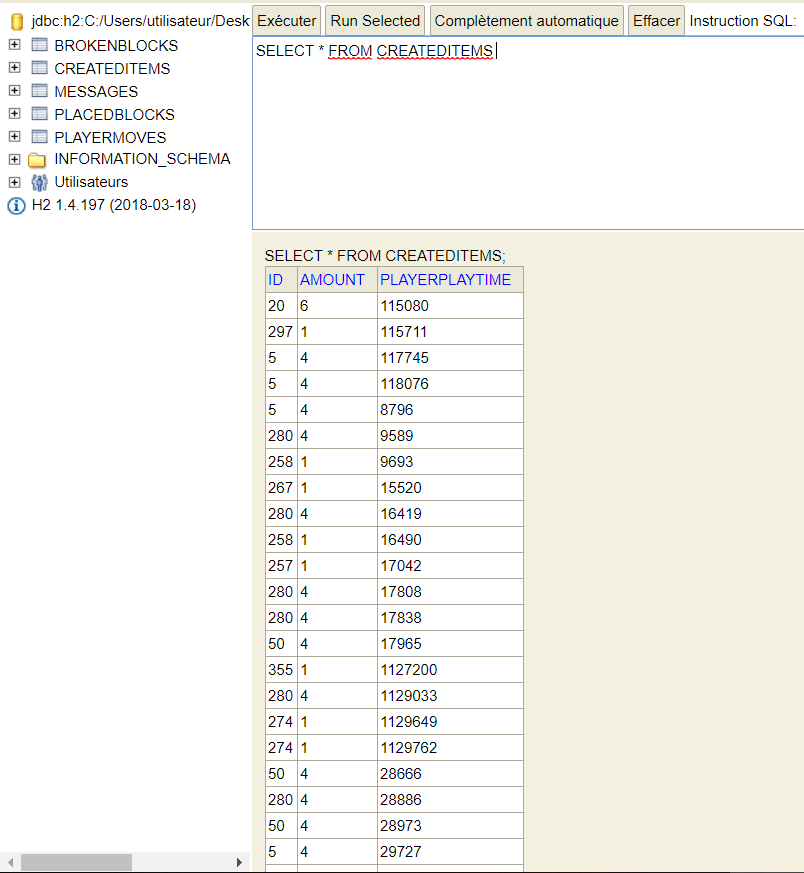 jdbc:h2:C:/Users/utilisateur/Desk
BROKENBLOCKS
CREATEDITEMS
MESSAGES
PLACEDBLOCKS
PLAYERMOVES
INFORMATION_SCHEMA
Utilisateurs
H2 1.4.197 (2018-03-18)
Exécuter Run Selected Complètement automatique Effacer Instruction SQL:
SELECT * FROM CREATEDITEMS
SELECT * FROM CREATEDITEMS;
ID AMOUNT PLAYERPLAYTIME
20 6 115080
297 1 115711
5 4 117745
5 4 118076
5 4 8796
280 4 9589
258 1 9693
267 1 15520
280 4 16419
258 1 16490
257 1 17042
280 4 17808
280 4 17838
50 4 17965
355 1 1127200
280 4 1129033
274 1 1129649
274 1 1129762
50 4 28666
280 4 28886
50 4 28973
5 4 29727